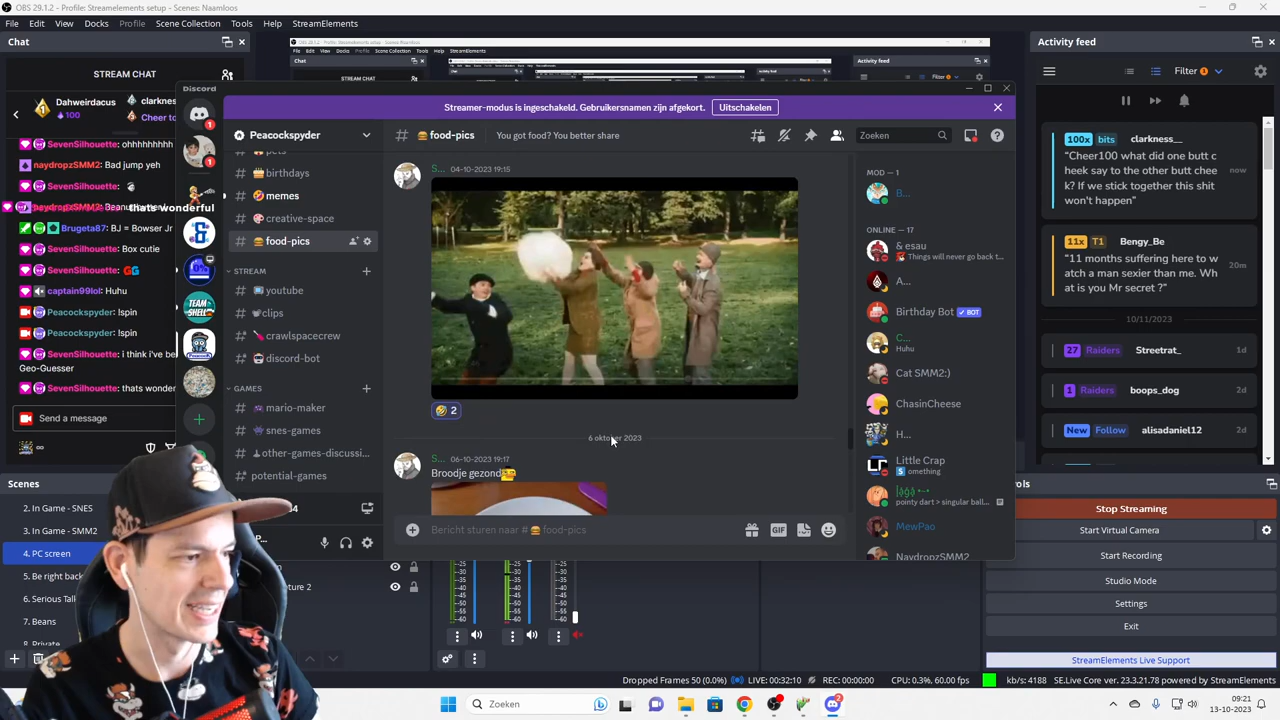 OBS 29.1.2 - Profile: Streamelements setup - Scenes: Naamloos
File Edit View Docks Profile Scene Collection Tools Help StreamElements
Chat
STREAM CHAT
Dahweirdacus
100
SevenSilhouette: ohhhhhhhh
naydropzSMM2: Bad jump yeh
SevenSilhouette:
thats wonderful
Brugeta87: BJ = Bowser Jr
SevenSilhouette: Box cutie
SevenSilhouette: GG
captain99lol: Huhu
Peacockspyder: Ispin
Peacockspyder: Ispin
SevenSilhouette: i think i've be
Geo-Guesser
SevenSilhouette: thats wonder
Send a message
Scenes
2. In Game - SNES
3. In Game - SMM2
4. PC screen
5. Be right back
6. Serious Talk
7. Beans
8. Private
Discord
Streamer-modus is ingeschakeld. Gebruikersnamen zijn afgekort.
Uitschakelen
Peacockspyder
food-pics
You got food? You better share
Zoeken
birthdays
memes
creative-space
food-pics
STREAM
youtube
clips
crawlspacecrew
discord-bot
GAMES
mario-maker
snes-games
other-games-discussi...
potential-games
S... 04-10-2023 19:15
2
6 oktober 2023
S... 06-10-2023 19:17
Broodje gezond
Bericht sturen naar # food-pics
GIF
MOD — 1
B...
ONLINE — 17
& esau
Things will never go back t...
A...
Birthday Bot BOT
C...
Huhu
Cat SMM2:)
ChasinCheese
H...
Little Crap
omething
pointy dart > singular ball...
MewPao
NaydropzSMM2
Activity feed
Filter
100x bits darkness__
"Cheer100 what did knecht c
heek say to the other butt chee
k? If we stick together this shit
won't happen"
now
11x T1 Bengy_Be
"11 months suffering here to w
atch a man sexier than me. Wh
at is you Mr secret ?"
20m
10/11/2023
27 Raiders Streetrat_ 1d
1 Raiders boops_dog 2d
New Follow alisadaniel12 2d
Stop Streaming
Start Virtual Camera
Start Recording
Studio Mode
Settings
Exit
StreamElements Live Support
Dropped Frames 50 (0.0%) LIVE: 00:32:10 REC: 00:00:00 CPU: 0.3%, 60.00 fps kb/s: 4188 SE.Live Core ver. 23.3.21.78 powered by StreamElements
Zoeken
09:21
13-10-2023